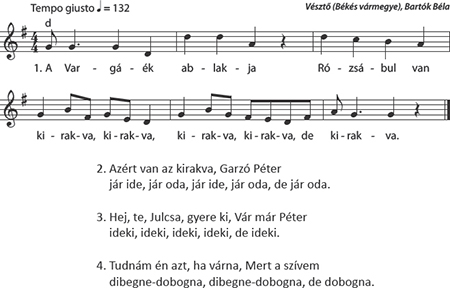 Tempo giusto ♩ = 132
Vésztő (Békés vármegye), Bartók Béla
d
1. A Var - gá - ék ab - lak - ja Ró - zsá - bul van
ki - rak - va, ki - rak - va, ki - rak - va, ki - rak - va, de ki - rak - va.
2. Azért van az kirakva, Garzó Péter
jár ide, jár oda, jár ide, jár oda, de jár oda.
3. Hej, te, Julcsa, gyere ki, Vár már Péter
ideki, ideki, ideki, ideki, de ideki.
4. Tudnám én azt, ha várna, Mert a szívem
dibegne-dobogna, dibegne-dobogna, de dobogna.